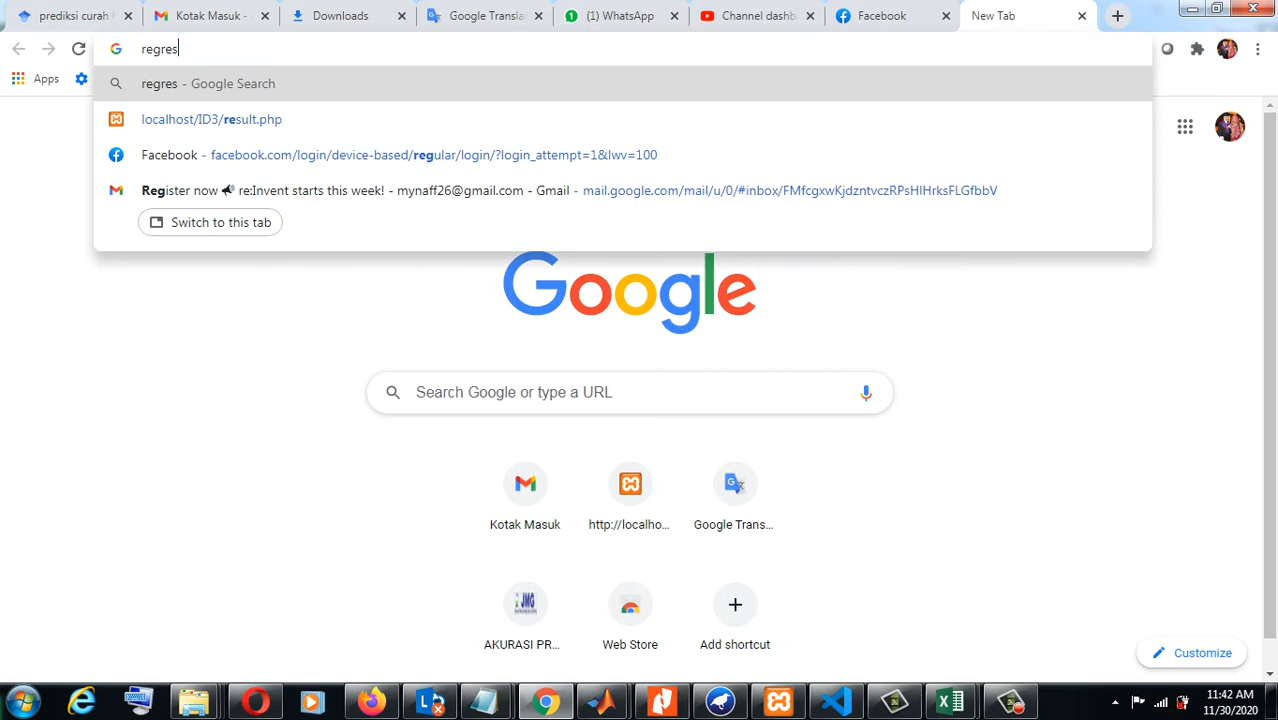 prediksi curah h
Kotak Masuk -
Downloads
Google Transla
(1) WhatsApp
Channel dashb
Facebook
New Tab
regres
Apps
regres - Google Search
localhost/ID3/result.php
Facebook - facebook.com/login/device-based/regular/login/?login_attempt=1&lwv=100
Register now 📢 re:Invent starts this week! - mynaff26@gmail.com - Gmail - mail.google.com/mail/u/0/#inbox/FMfcgxwKjdzntvczRPsHlHrksFLGfbbV
Switch to this tab
Google
Search Google or type a URL
Kotak Masuk
http://localho...
Google Trans...
JMG
AKURASI PR...
Web Store
Add shortcut
Customize
11:42 AM
11/30/2020